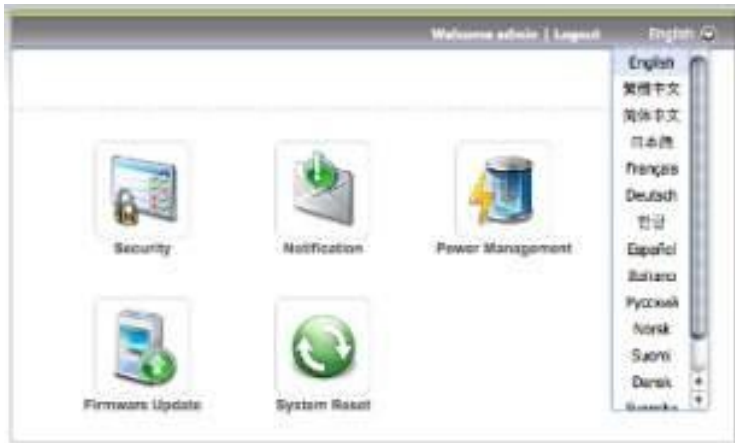 Welcome admin | Logout English
English
繁體中文
简体中文
日本語
Français
Deutsch
한글
Español
Italiano
Русский
Norsk
Suomi
Dansk
Svenska
Security
Notification
Power Management
Firmware Update
System Reset